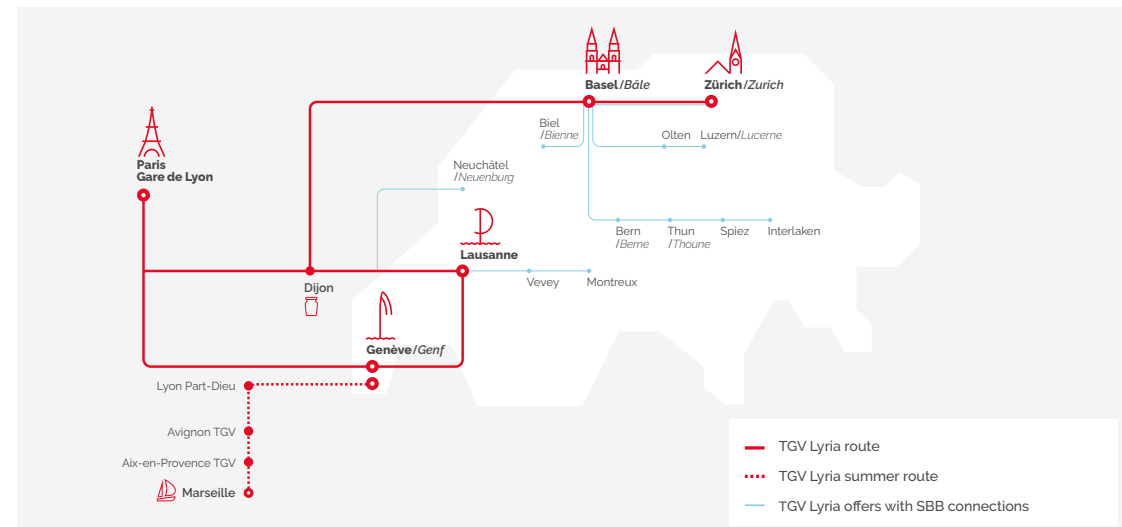 Basel/Bâle
Zürich/Zurich
Biel
/Bienne
Olten
Luzern/Lucerne
Paris
Gare de Lyon
Neuchâtel
/Neuenburg
Bern
/Berne
Thun
/Thoune
Spiez
Interlaken
Lausanne
Vevey
Montreux
Dijon
Genève/Genf
Lyon Part-Dieu
Avignon TGV
Aix-en-Provence TGV
Marseille
TGV Lyria route
TGV Lyria summer route
TGV Lyria offers with SBB connections